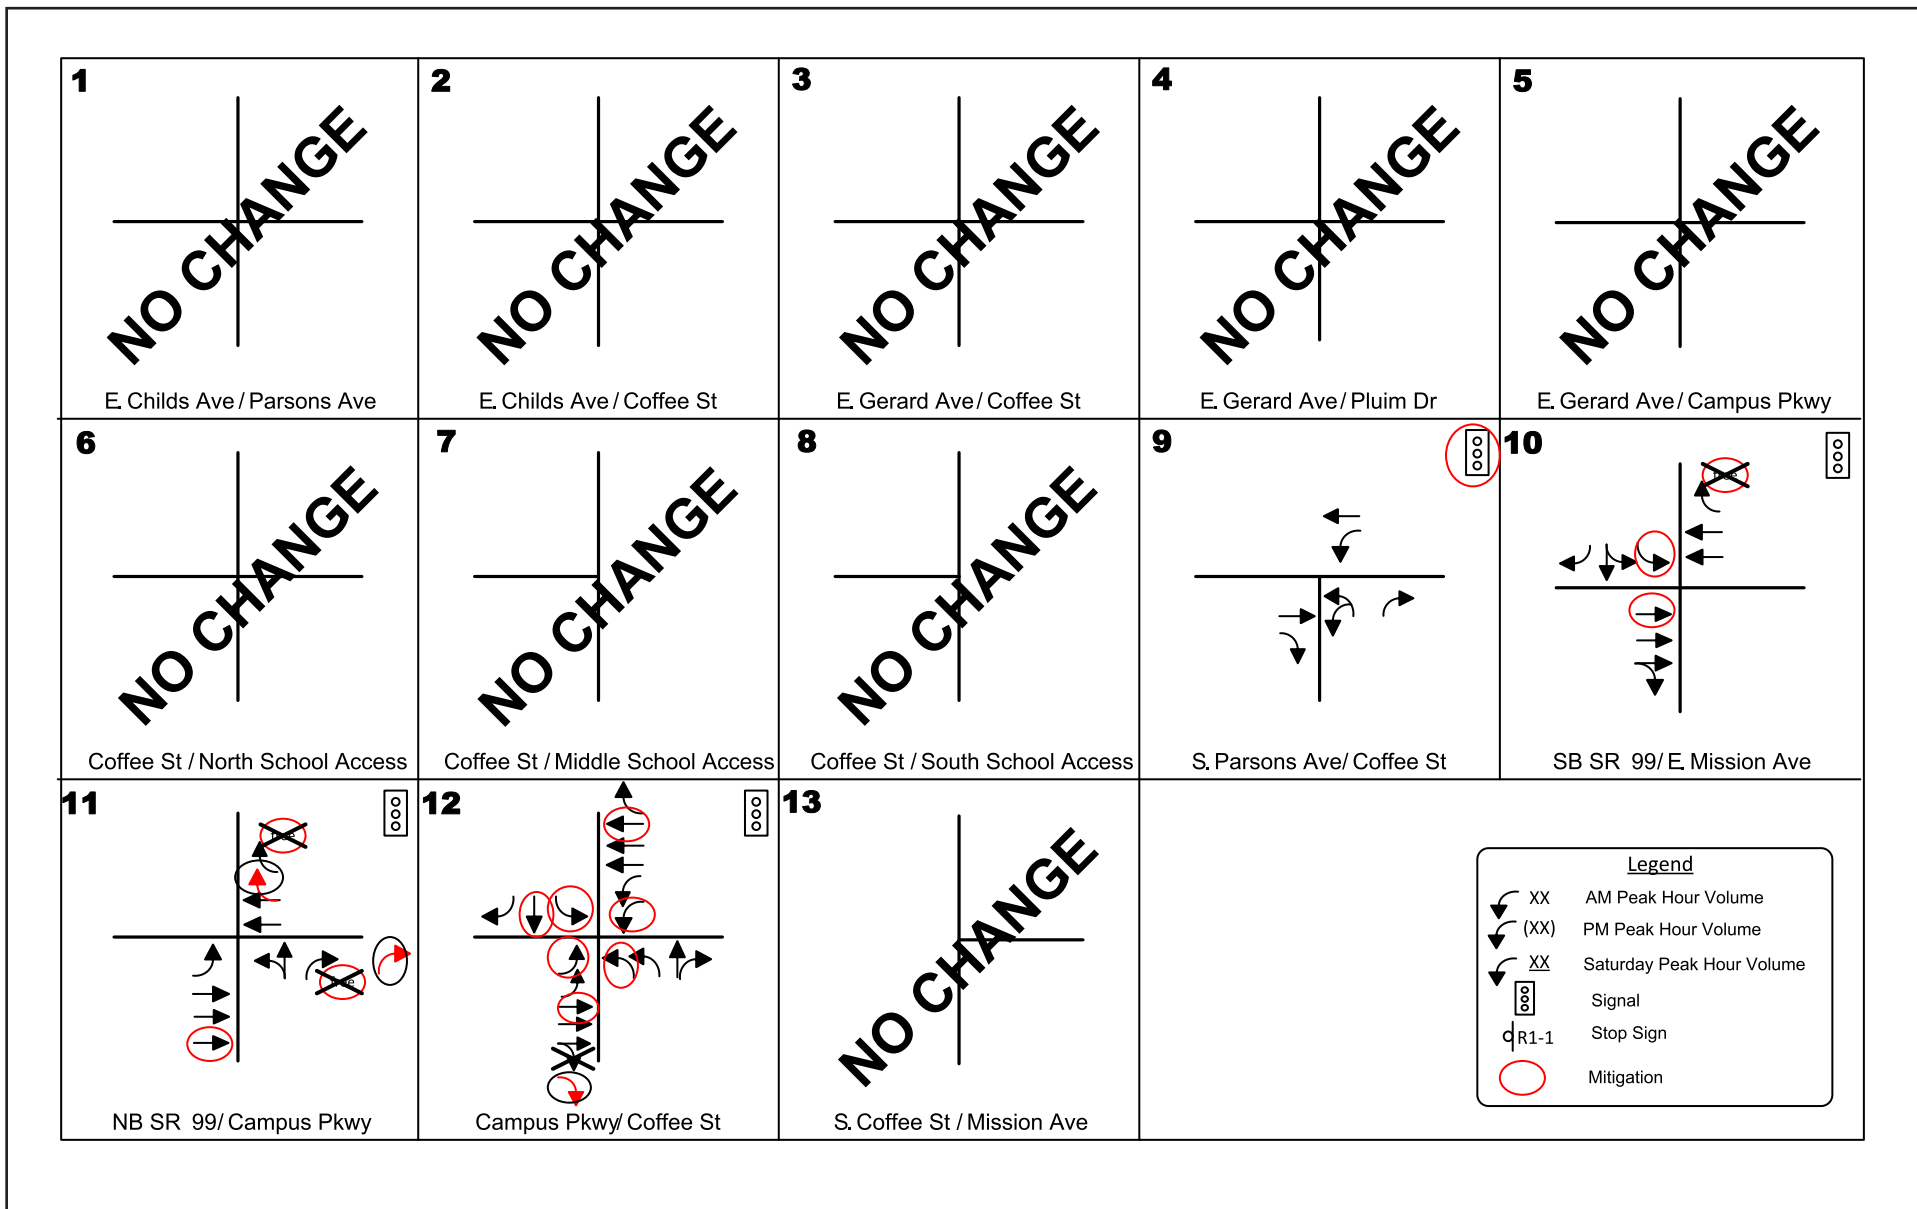 1
NO CHANGE
E. Childs Ave / Parsons Ave
2
NO CHANGE
E. Childs Ave / Coffee St
3
NO CHANGE
E. Gerard Ave / Coffee St
4
NO CHANGE
E. Gerard Ave / Pluim Dr
5
NO CHANGE
E. Gerard Ave / Campus Pkwy
6
NO CHANGE
Coffee St / North School Access
7
NO CHANGE
Coffee St / Middle School Access
8
NO CHANGE
Coffee St / South School Access
9
S. Parsons Ave/ Coffee St
10
SB SR 99/ E. Mission Ave
11
NB SR 99/ Campus Pkwy
12
Campus Pkwy/ Coffee St
13
NO CHANGE
S. Coffee St / Mission Ave
Legend
XX AM Peak Hour Volume
(XX) PM Peak Hour Volume
XX Saturday Peak Hour Volume
Signal
R1-1 Stop Sign
Mitigation